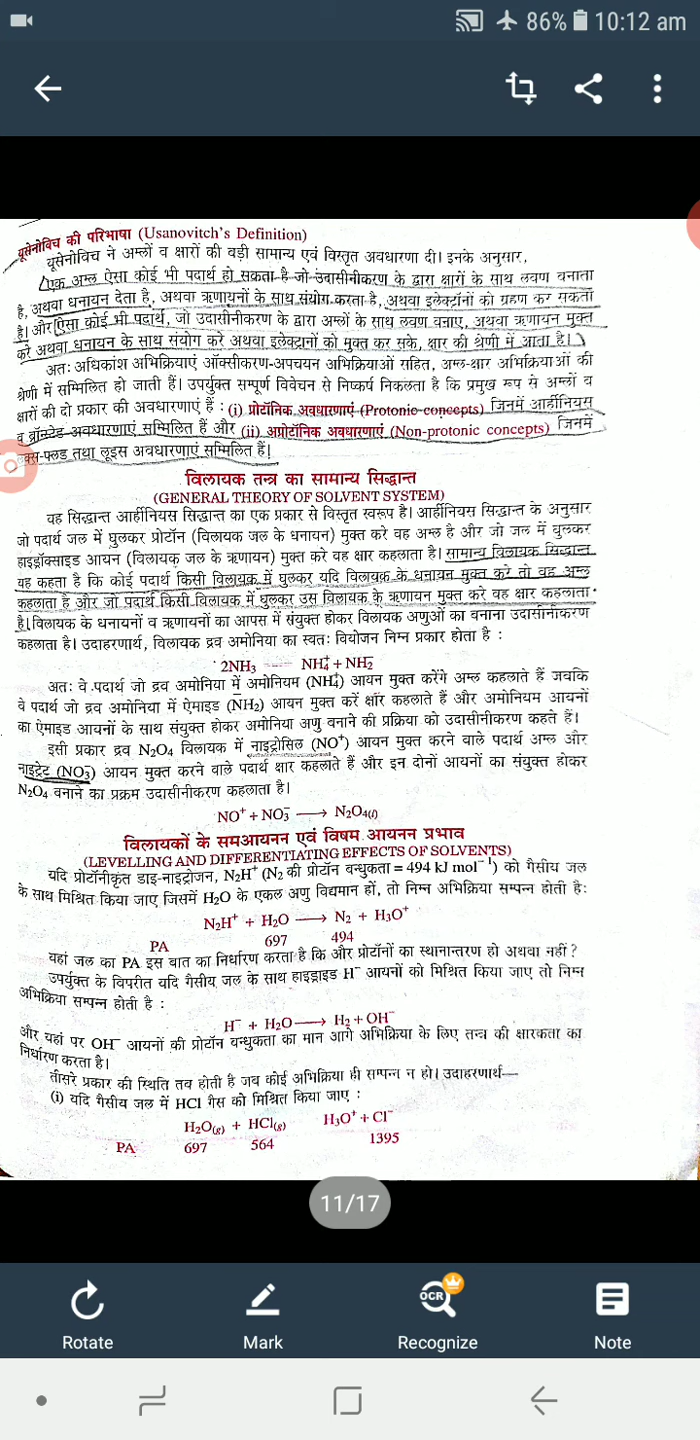 86% 10:12 am
यूसेनोविच की परिभाषा (Usanovitch's Definition)
यूसेनोविच ने अम्लों व क्षारों की बड़ी सामान्य एवं विस्तृत अवधारणा दी। इनके अनुसार,
एक अम्ल ऐसा कोई भी पदार्थ हो सकता है जो उदासीनीकरण के द्वारा क्षारों के साथ लवण बनाता
है, अथवा धनायन देता है, अथवा ऋणायनों के साथ संयोग करता है, अथवा इलेक्ट्रॉनों को ग्रहण कर सकता
है। और ऐसा कोई भी पदार्थ, जो उदासीनीकरण के द्वारा अम्लों के साथ लवण बनाए, अथवा ऋणायन मुक्त
करे अथवा धनायन के साथ संयोग करे अथवा इलेक्ट्रानों को मुक्त कर सके, क्षार की श्रेणी में आता है।
अतः अधिकांश अभिक्रियाएं ऑक्सीकरण-अपचयन अभिक्रियाओं सहित, अम्ल-क्षार अभिक्रियाओं की
श्रेणी में सम्मिलित हो जाती हैं। उपर्युक्त सम्पूर्ण विवेचन से निष्कर्ष निकलता है कि प्रमुख रूप से अम्लों व
क्षारों की दो प्रकार की अवधारणाएं हैं : (i) प्रोटॉनिक अवधारणाएं (Protonic concepts) जिनमें आर्हीनियस
व ब्रॉन्स्टेड अवधारणाएं सम्मिलित हैं और (ii) अप्रोटॉनिक अवधारणाएं (Non-protonic concepts) जिनमें
लक्स-फ्लड तथा लूइस अवधारणाएं सम्मिलित हैं।
विलायक तन्त्र का सामान्य सिद्धान्त
(GENERAL THEORY OF SOLVENT SYSTEM)
यह सिद्धान्त आर्हीनियस सिद्धान्त का एक प्रकार से विस्तृत स्वरूप है। आर्हीनियस सिद्धान्त के अनुसार
जो पदार्थ जल में घुलकर प्रोटॉन (विलायक जल के धनायन) मुक्त करे वह अम्ल है और जो जल में घुलकर
हाइड्रॉक्साइड आयन (विलायक जल के ऋणायन) मुक्त करे वह क्षार कहलाता है। सामान्य विलायक सिद्धान्त
यह कहता है कि कोई पदार्थ किसी विलायक में घुलकर यदि विलायक के धनायन मुक्त करे तो वह अम्ल
कहलाता है और जो पदार्थ किसी विलायक में घुलकर उस विलायक के ऋणायन मुक्त करे वह क्षार कहलाता
है। विलायक के धनायनों व ऋणायनों का आपस में संयुक्त होकर विलायक अणुओं का बनाना उदासीनीकरण
कहलाता है। उदाहरणार्थ, विलायक द्रव अमोनिया का स्वतः वियोजन निम्न प्रकार होता है :
2NH₃ NH₄⁺ + NH₂⁻
अतः वे पदार्थ जो द्रव अमोनिया में अमोनियम (NH₄⁺) आयन मुक्त करेंगे अम्ल कहलाते हैं जबकि
वे पदार्थ जो द्रव अमोनिया में ऐमाइड (NH₂) आयन मुक्त करें क्षार कहलाते हैं और अमोनियम आयनों
का ऐमाइड आयनों के साथ संयुक्त होकर अमोनिया अणु बनाने की प्रक्रिया को उदासीनीकरण कहते हैं।
इसी प्रकार द्रव N₂O₄ विलायक में नाइट्रोसिल (NO⁺) आयन मुक्त करने वाले पदार्थ अम्ल और
नाइट्रेट (NO₃⁻) आयन मुक्त करने वाले पदार्थ क्षार कहलाते हैं और इन दोनों आयनों का संयुक्त होकर
N₂O₄ बनाने का प्रक्रम उदासीनीकरण कहलाता है।
NO⁺ + NO₃⁻ ⟶ N₂O₄(l)
विलायकों के समआयनन एवं विषम आयनन प्रभाव
(LEVELLING AND DIFFERENTIATING EFFECTS OF SOLVENTS)
यदि प्रोटॉनीकृत डाइ-नाइट्रोजन, N₂H⁺ (N₂ की प्रोटॉन बन्धुकता = 494 kJ mol⁻¹) को गैसीय जल
के साथ मिश्रित किया जाए जिसमें H₂O के एकल अणु विद्यमान हों, तो निम्न अभिक्रिया सम्पन्न होती है:
N₂H⁺ + H₂O ⟶ N₂ + H₃O⁺
PA 697 494
यहां जल का PA इस बात का निर्धारण करता है कि और प्रोटॉनों का स्थानान्तरण हो अथवा नहीं?
उपर्युक्त के विपरीत यदि गैसीय जल के साथ हाइड्राइड H⁻ आयनों को मिश्रित किया जाए तो निम्न
अभिक्रिया सम्पन्न होती है :
H⁻ + H₂O ⟶ H₂ + OH⁻
और यहां पर OH⁻ आयनों की प्रोटॉन बन्धुकता का मान आगे अभिक्रिया के लिए तन्त्र की क्षारकता का
निर्धारण करता है।
तीसरे प्रकार की स्थिति तब होती है जब कोई अभिक्रिया ही सम्पन्न न हो। उदाहरणार्थ—
(i) यदि गैसीय जल में HCl गैस को मिश्रित किया जाए :
H₂O(g) + HCl(g) H₃O⁺ + Cl⁻
PA 697 564 1395
11/17
OCR
Rotate Mark Recognize Note